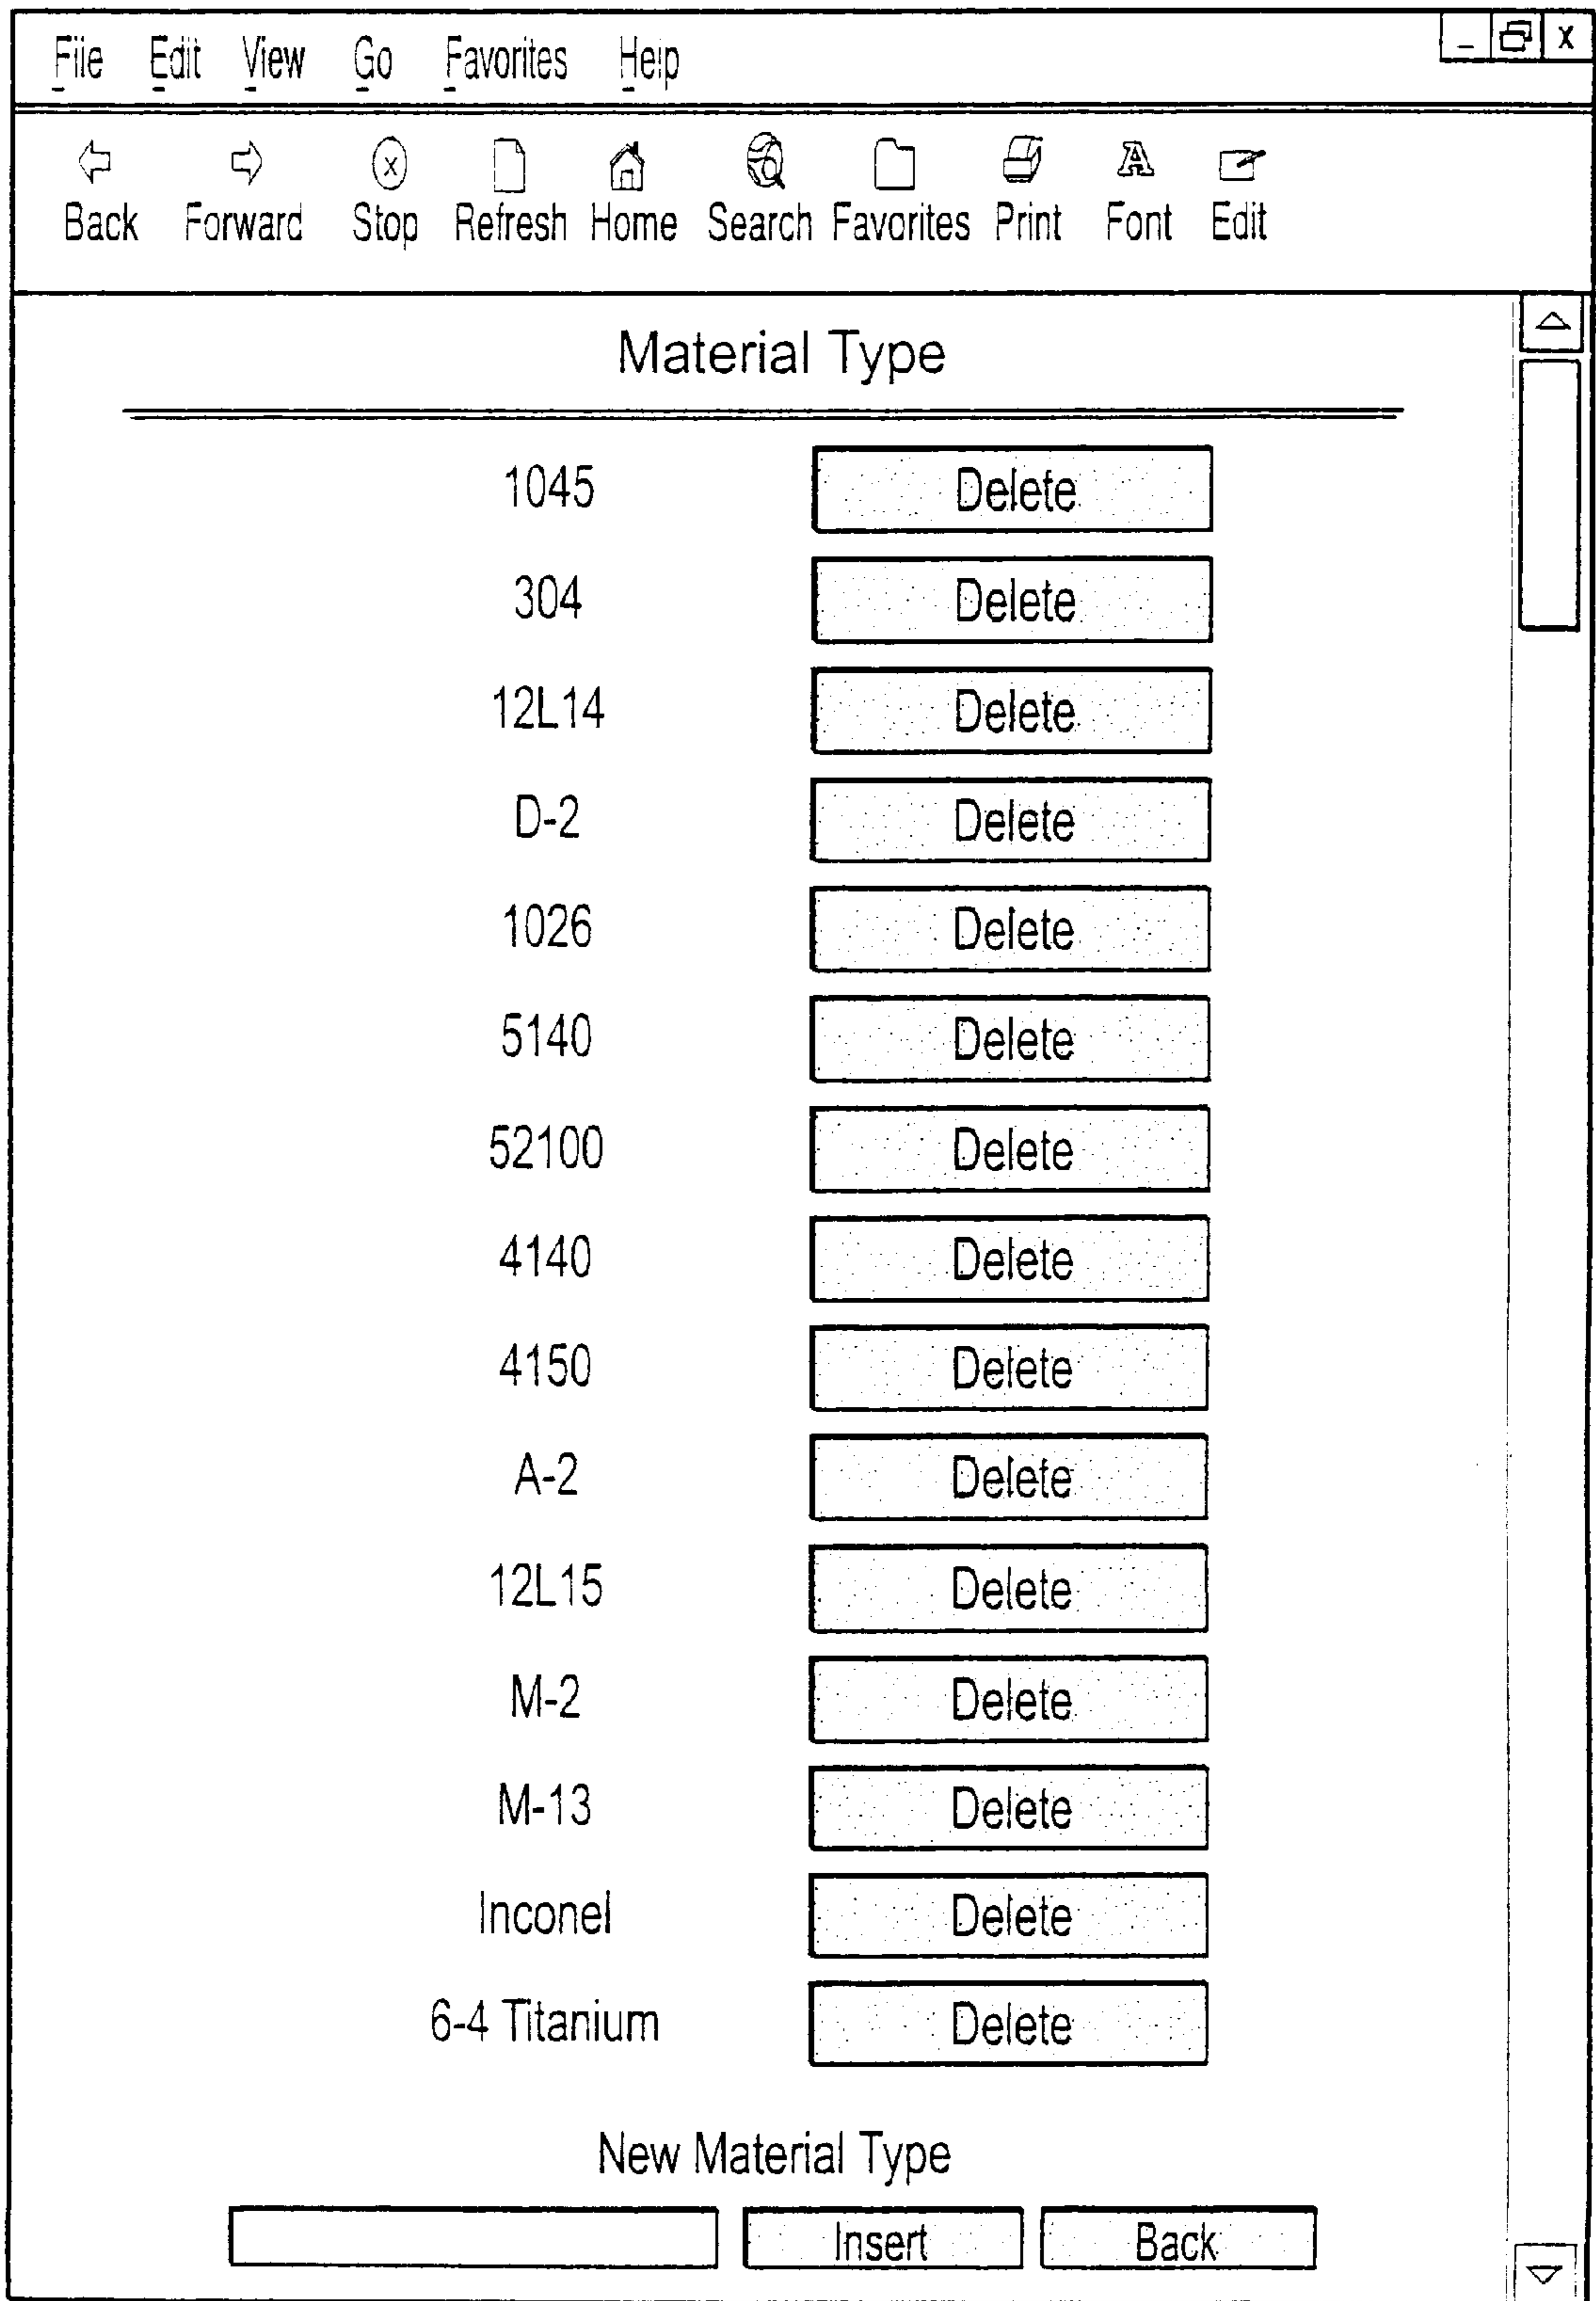 File Edit View Go Favorites Help
_ X
x A
Back Forward Stop Refresh Home Search Favorites Print Font Edit
Material Type
1045 Delete
304 Delete
12L14 Delete
D-2 Delete
1026 Delete
5140 Delete
52100 Delete
4140 Delete
4150 Delete
A-2 Delete
12L15 Delete
M-2 Delete
M-13 Delete
Inconel Delete
6-4 Titanium Delete
New Material Type
Insert Back